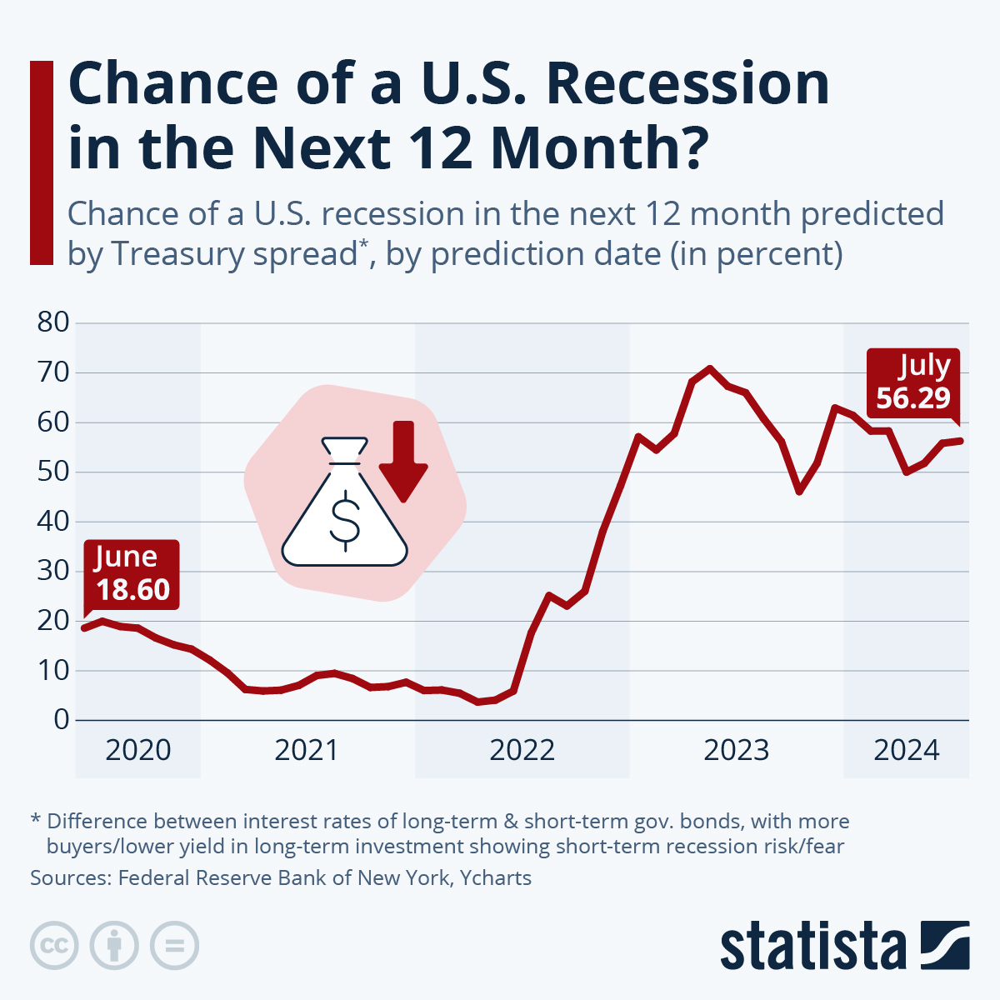 Chance of a U.S. Recession
in the Next 12 Month?
Chance of a U.S. recession in the next 12 month predicted
by Treasury spread*, by prediction date (in percent)
80
70
60
50
40
30
20
10
0
June
18.60
$
July
56.29
2020
2021
2022
2023
2024
* Difference between interest rates of long-term & short-term gov. bonds, with more
buyers/lower yield in long-term investment showing short-term recession risk/fear
Sources: Federal Reserve Bank of New York, Ycharts
cc
=
statista